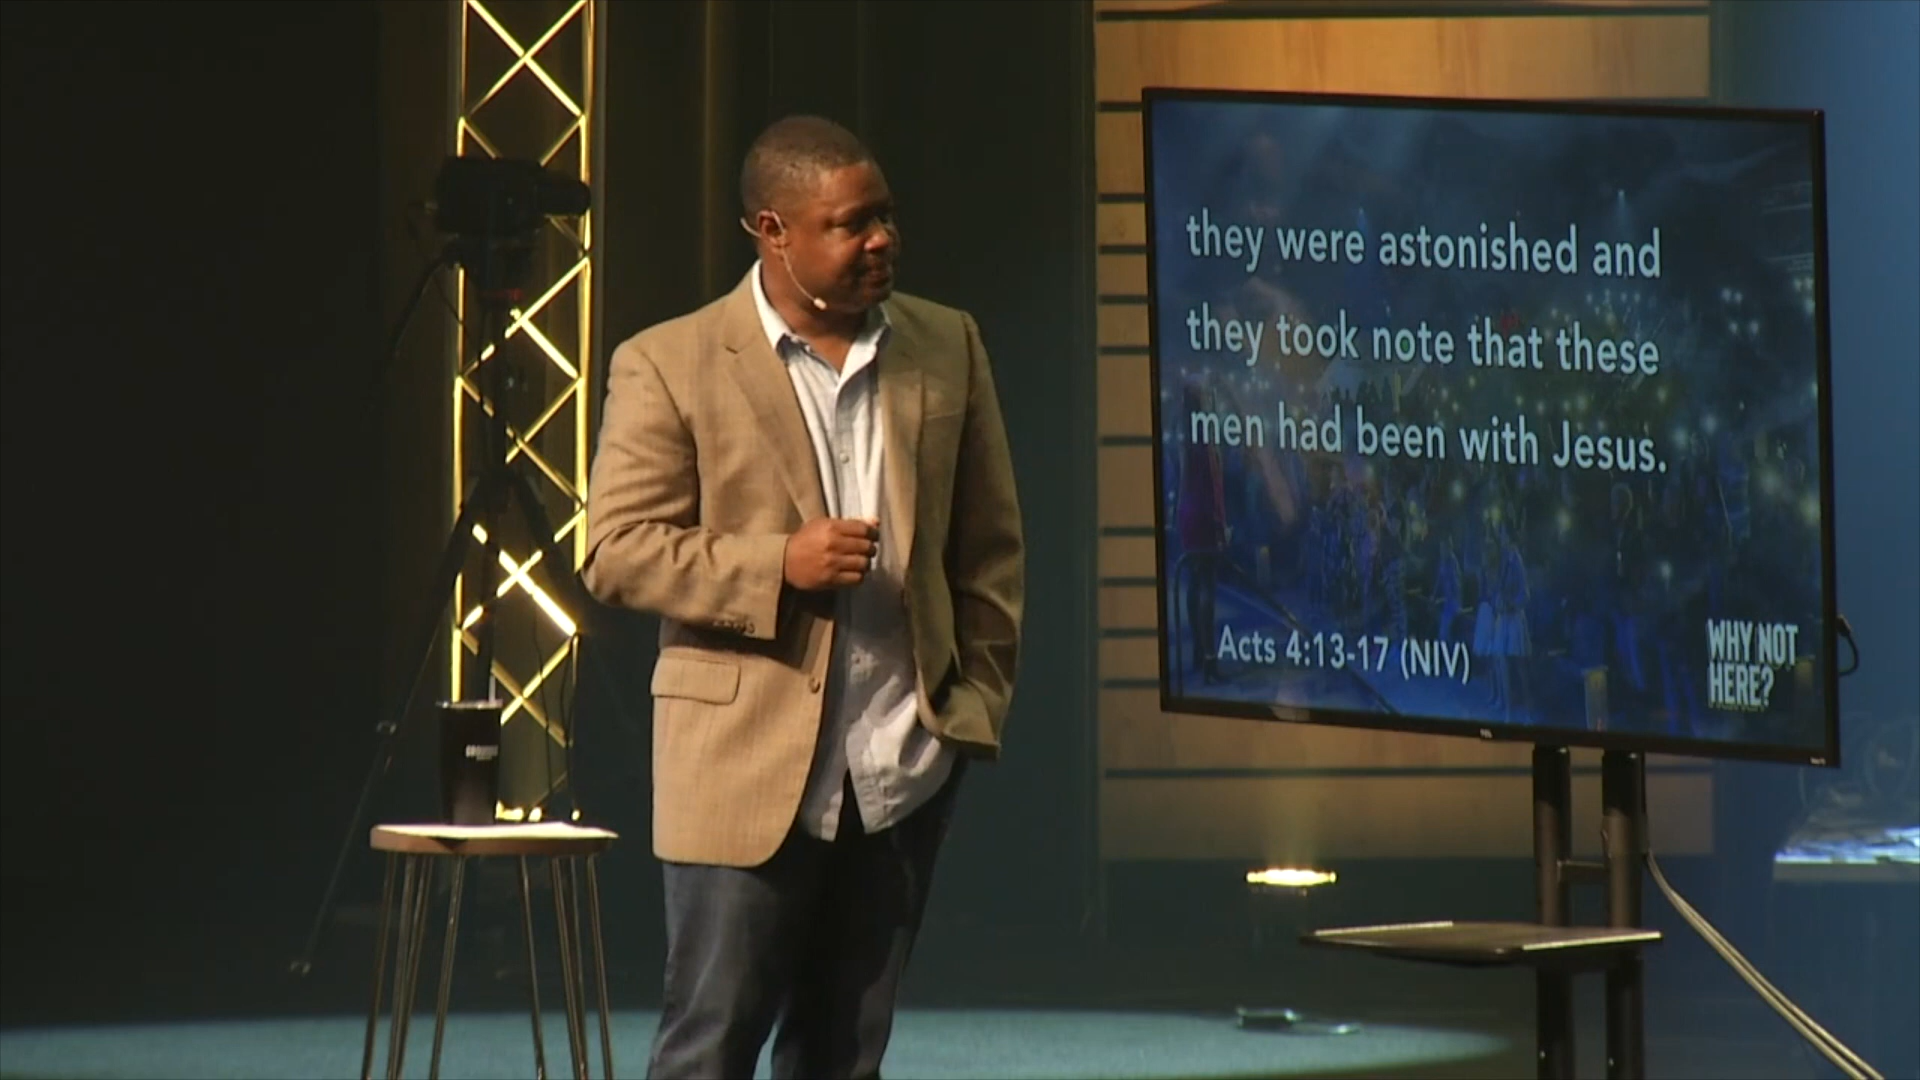 they were astonished and
they took note that these
men had been with Jesus.
Acts 4:13-17 (NIV)
WHY NOT
HERE?